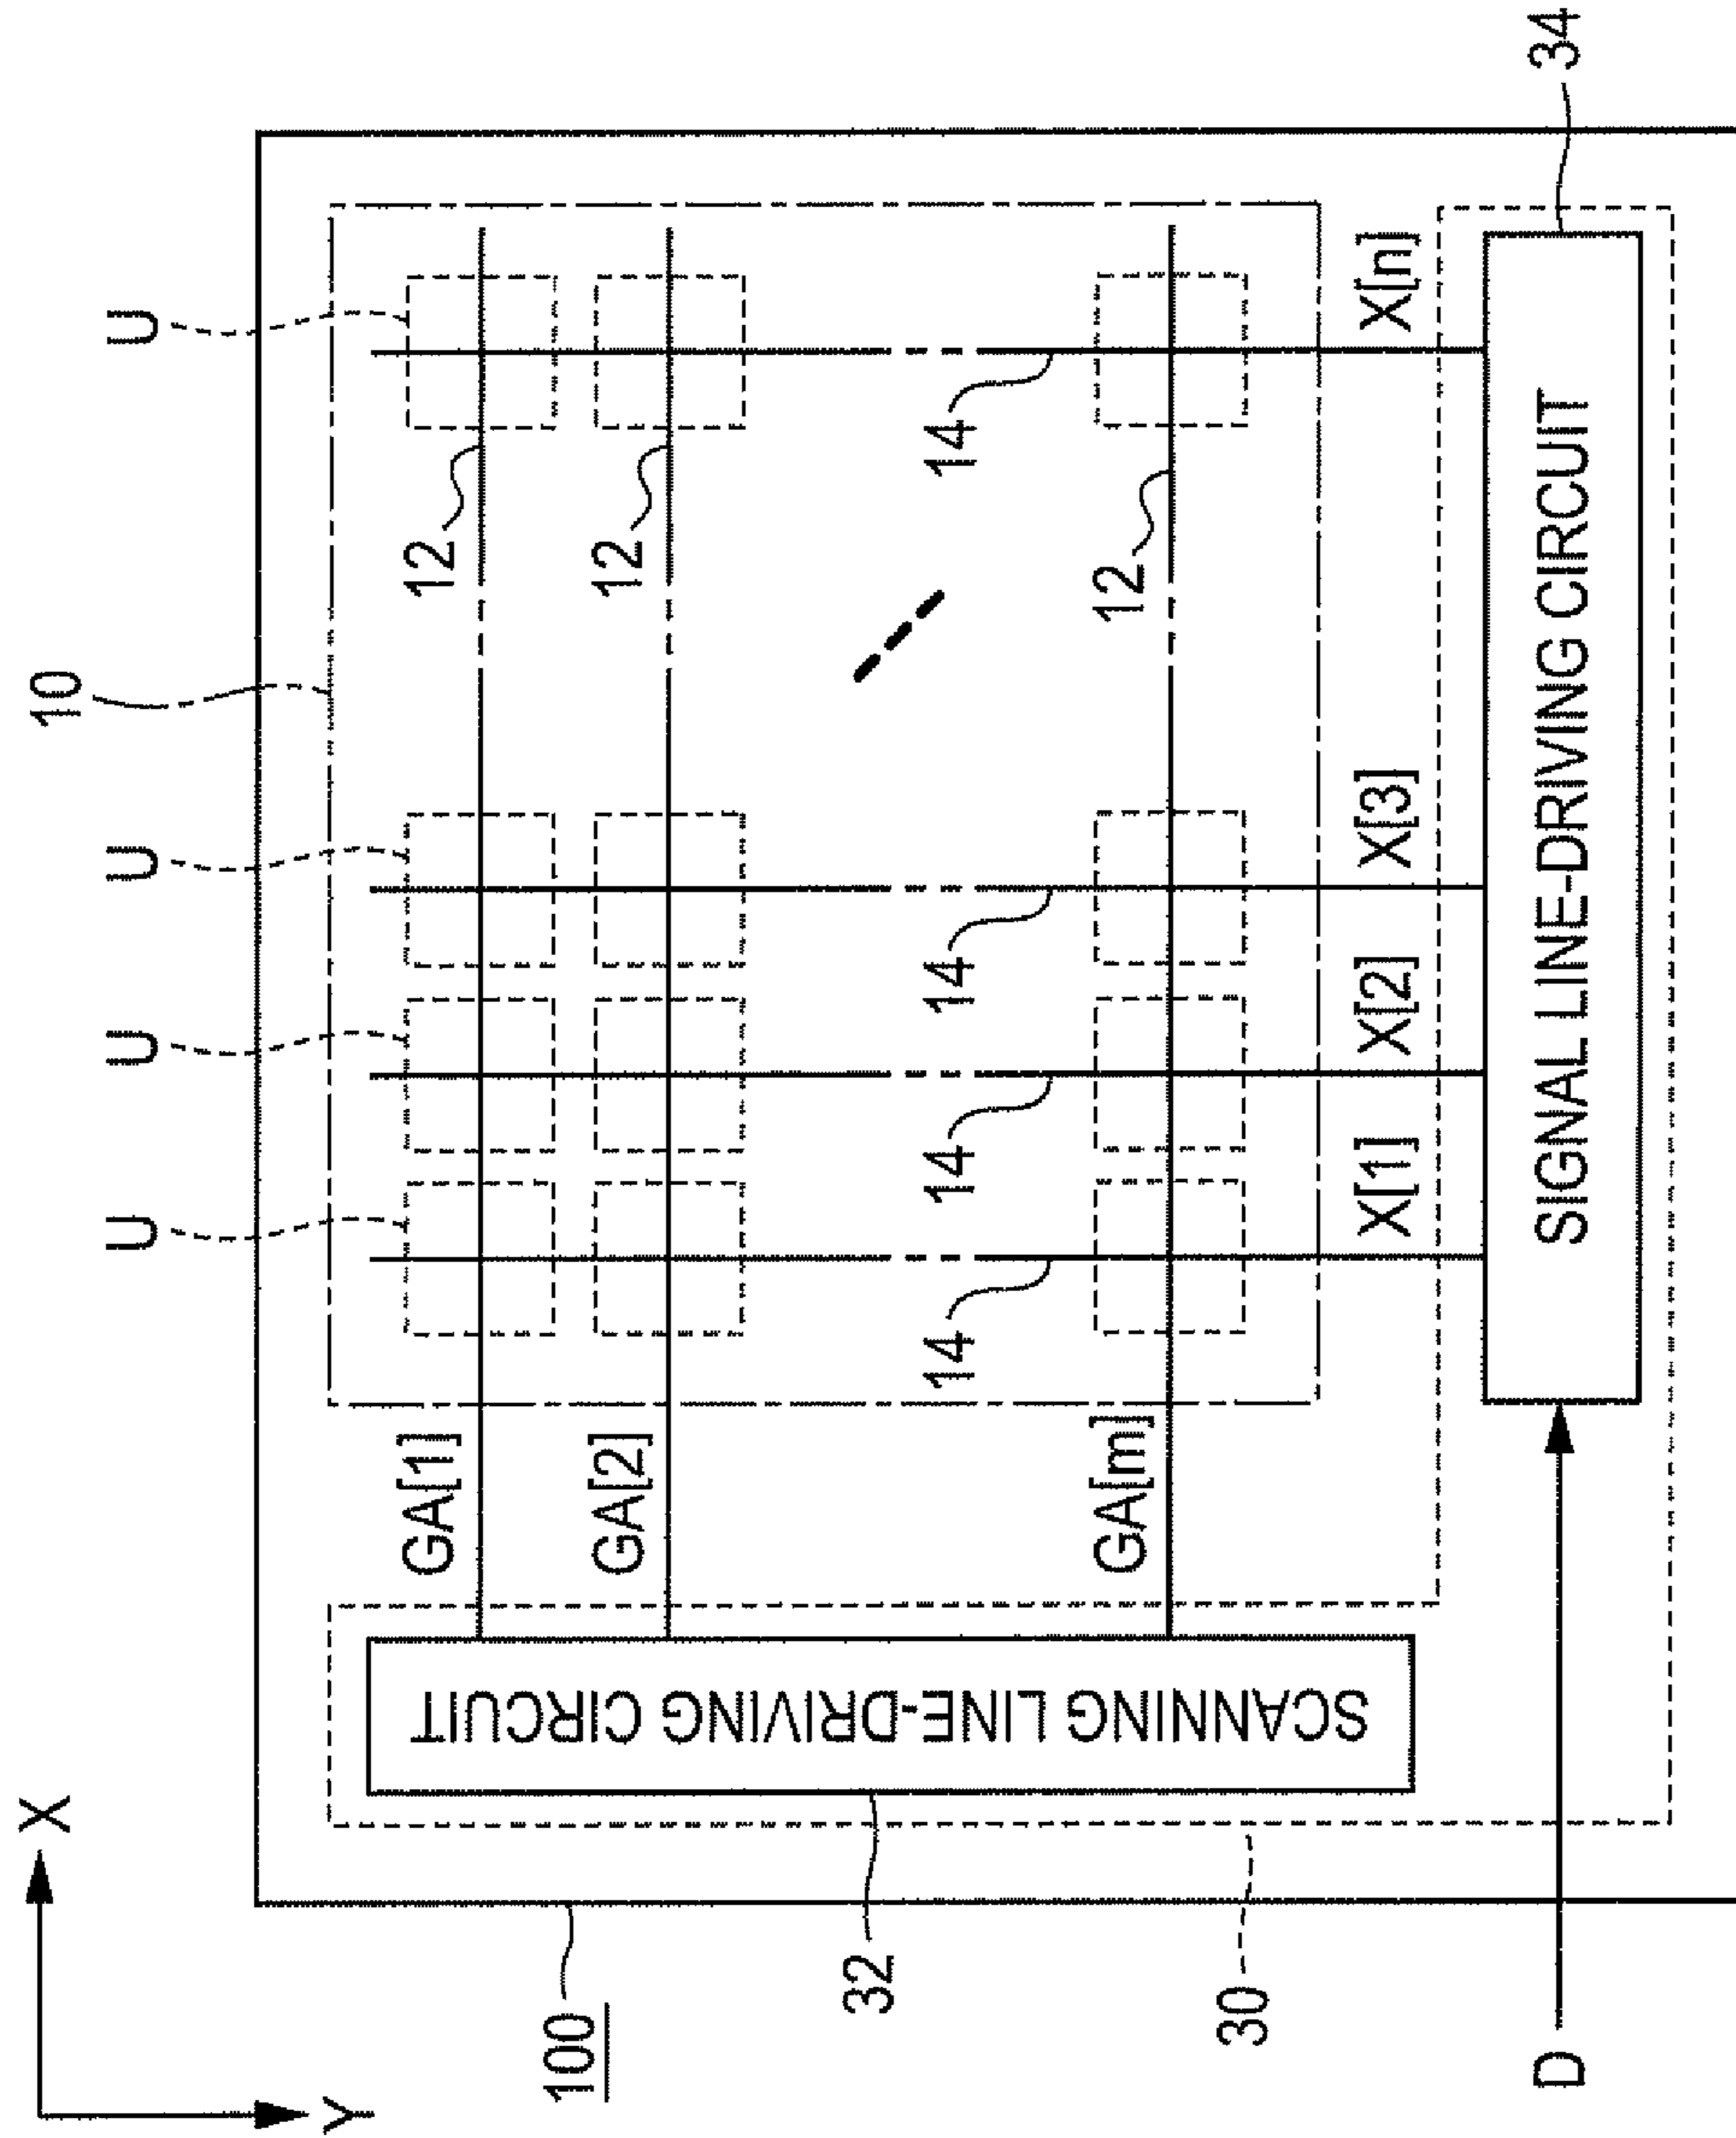 X
10
U
U
U
U
Y
GA[1]
12
100
GA[2]
12
SCANNING LINE-DRIVING CIRCUIT
32
14
14
14
14
GA[m]
12
30
X[1]
X[2]
X[3]
X[n]
D
SIGNAL LINE-DRIVING CIRCUIT
34